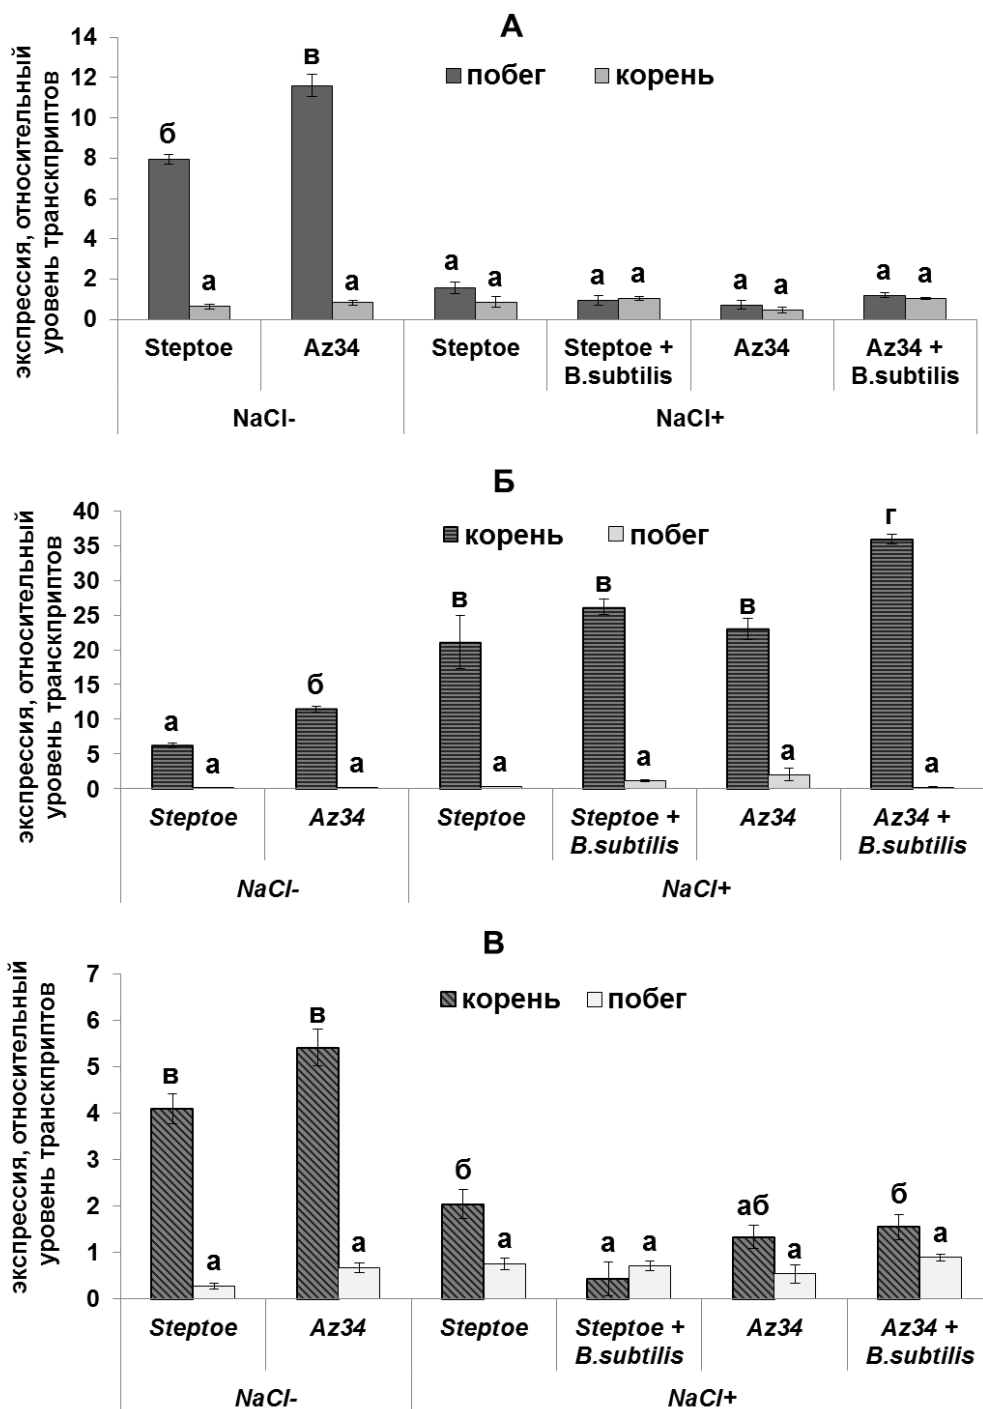 А
экспрессия, относительный
уровень транскриптов
14
12
10
8
6
4
2
0
побег
корень
б
а
в
а
а
а
а
а
а
а
а
а
Steptoe
Az34
Steptoe
Steptoe +
B.subtilis
Az34
Az34 +
B.subtilis
NaCl-
NaCl+
Б
экспрессия, относительный
уровень транскриптов
40
35
30
25
20
15
10
5
0
корень
побег
а
а
б
а
в
а
в
а
в
а
г
а
Steptoe
Az34
Steptoe
Steptoe +
B.subtilis
Az34
Az34 +
B.subtilis
NaCl-
NaCl+
В
экспрессия, относительный
уровень транскриптов
7
6
5
4
3
2
1
0
корень
побег
в
а
в
а
б
а
а
а
аб
а
б
а
Steptoe
Az34
Steptoe
Steptoe +
B.subtilis
Az34
Az34 +
B.subtilis
NaCl-
NaCl+